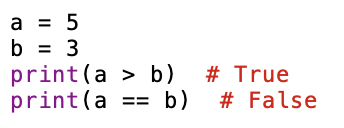 a = 5
b = 3
print(a > b)  # True
print(a == b)  # False